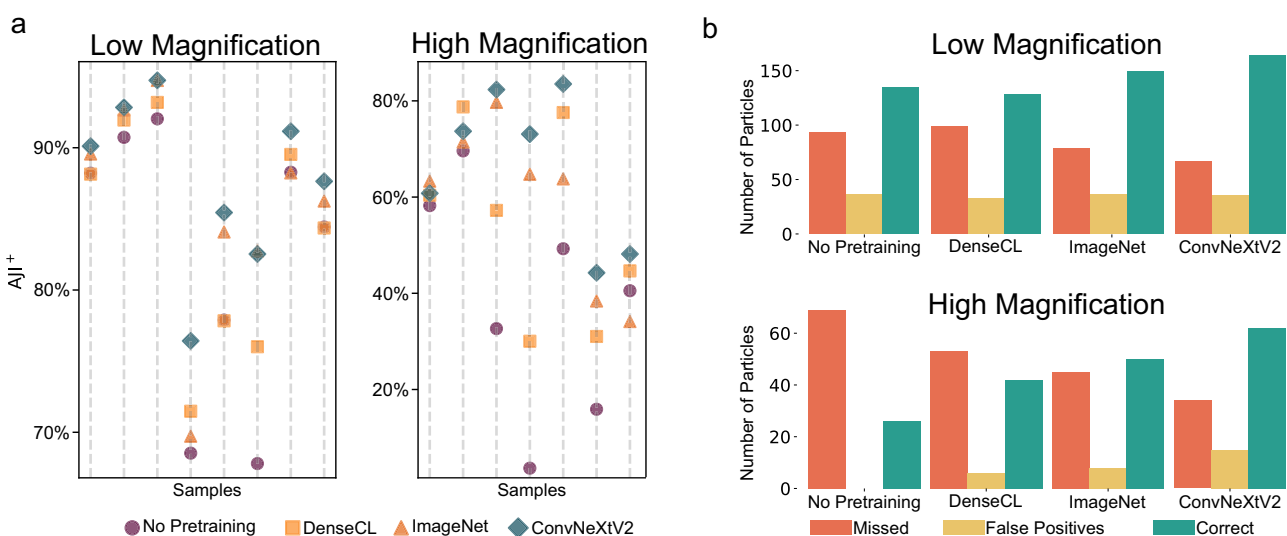 a
Low Magnification
High Magnification
AJI+
90%
80%
70%
80%
60%
40%
20%
Samples
Samples
No Pretraining DenseCL ImageNet ConvNeXtV2
b
Low Magnification
Number of Particles
150
100
50
0
No Pretraining DenseCL ImageNet ConvNeXtV2
High Magnification
Number of Particles
60
40
20
0
No Pretraining DenseCL ImageNet ConvNeXtV2
Missed False Positives Correct